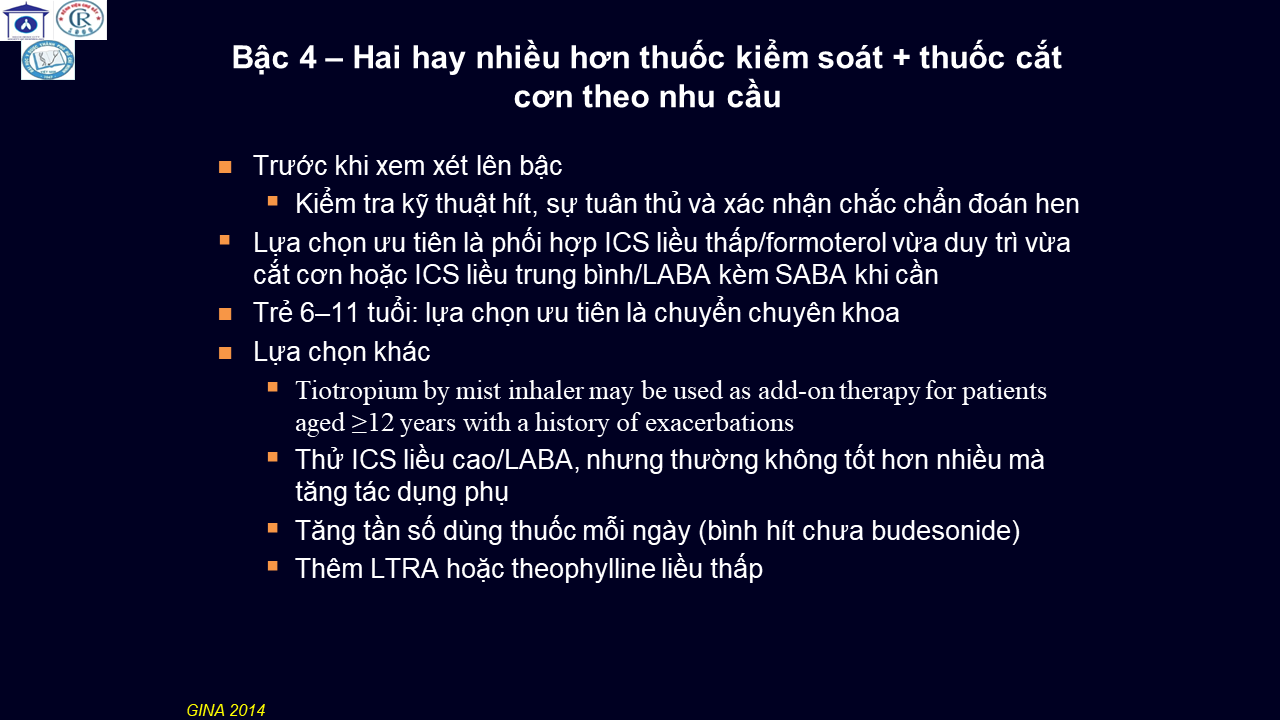 Bậc 4 – Hai hay nhiều hơn thuốc kiểm soát + thuốc cắt
cơn theo nhu cầu
Trước khi xem xét lên bậc
Kiểm tra kỹ thuật hít, sự tuân thủ và xác nhận chắc chẩn đoán hen
Lựa chọn ưu tiên là phối hợp ICS liều thấp/formoterol vừa duy trì vừa
cắt cơn hoặc ICS liều trung bình/LABA kèm SABA khi cần
Trẻ 6–11 tuổi: lựa chọn ưu tiên là chuyển chuyên khoa
Lựa chọn khác
Tiotropium by mist inhaler may be used as add-on therapy for patients
aged ≥12 years with a history of exacerbations
Thử ICS liều cao/LABA, nhưng thường không tốt hơn nhiều mà
tăng tác dụng phụ
Tăng tần số dùng thuốc mỗi ngày (bình hít chưa budesonide)
Thêm LTRA hoặc theophylline liều thấp
GINA 2014